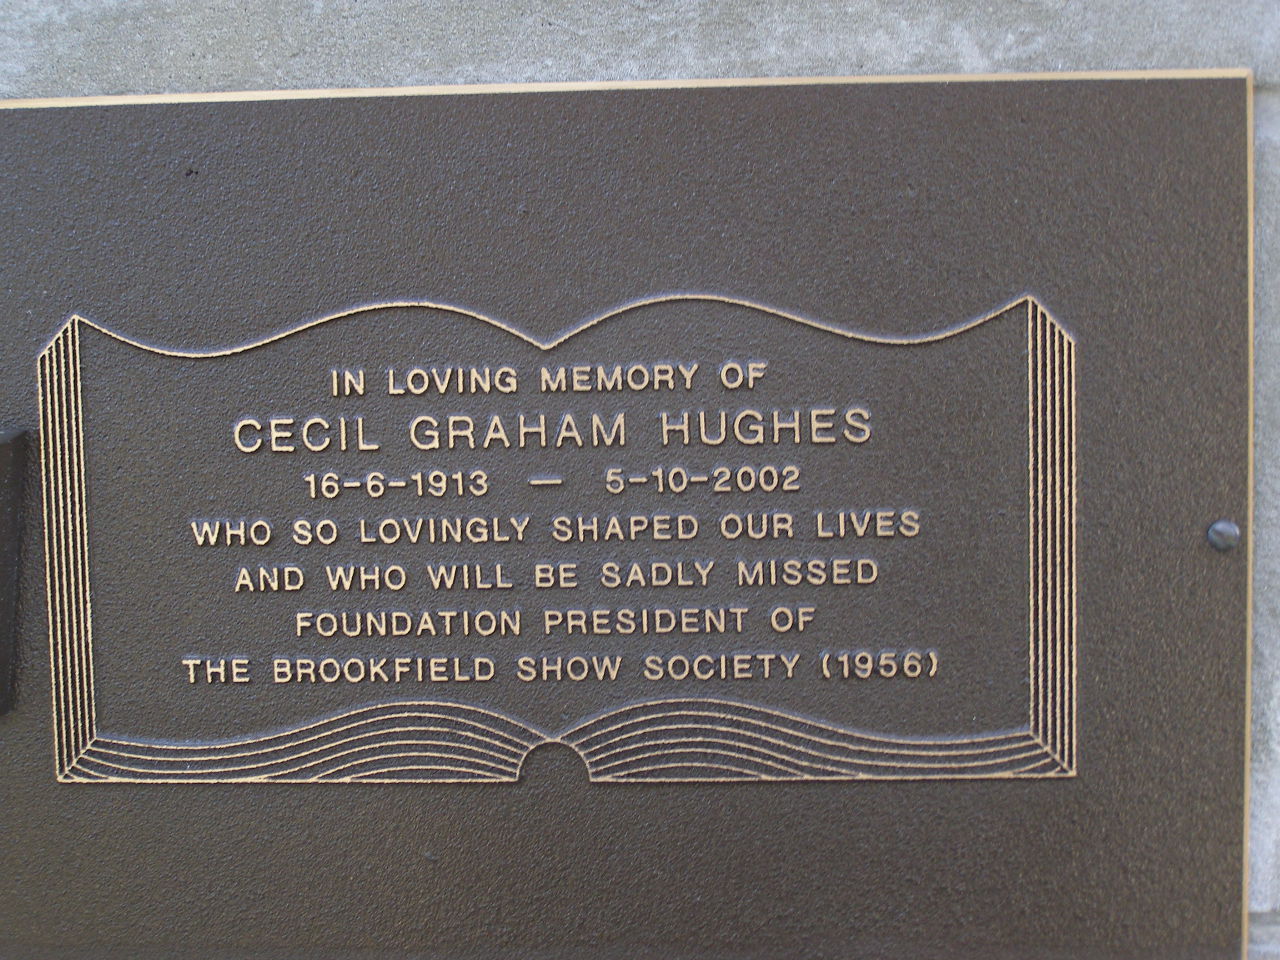 IN LOVING MEMORY OF
CECIL GRAHAM HUGHES
16-6-1913 — 5-10-2002
WHO SO LOVINGLY SHAPED OUR LIVES
AND WHO WILL BE SADLY MISSED
FOUNDATION PRESIDENT OF
THE BROOKFIELD SHOW SOCIETY (1956)